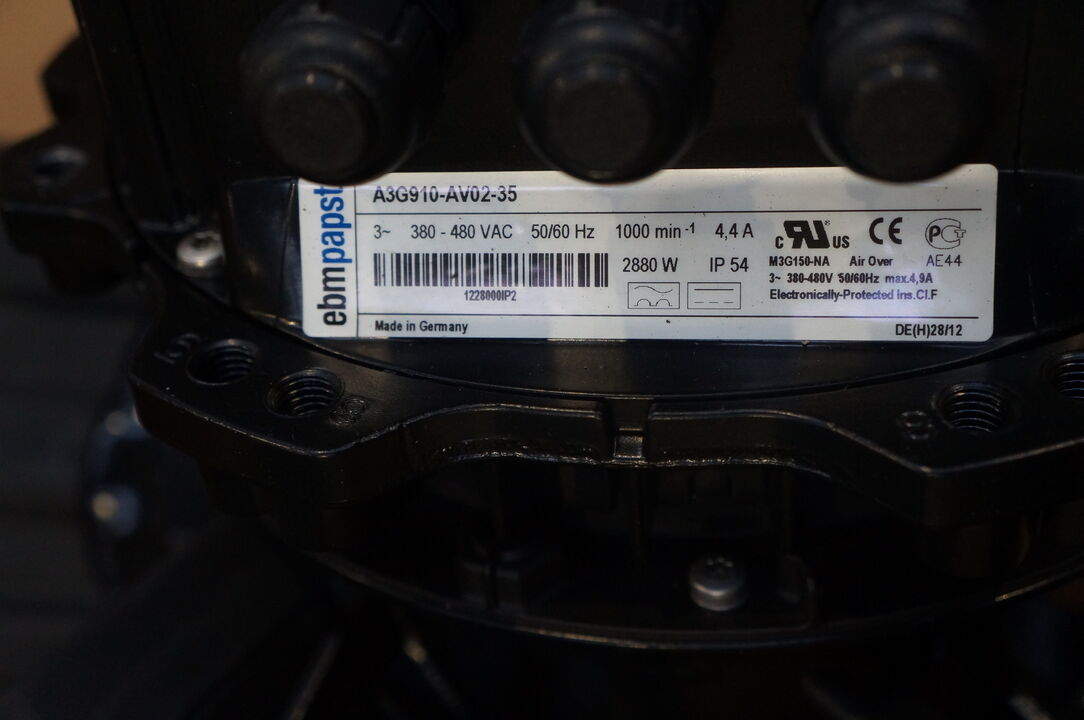 ebmpapst
A3G910-AV02-35
3~ 380 - 480 VAC 50/60 Hz 1000 min⁻¹ 4,4 A
2880 W IP 54
1228000IP2
c RU® US CE
M3G150-NA Air Over AE44
3~ 380-480V 50/60Hz max.4,9A
Electronically-Protected Ins.Cl.F
Made in Germany DE(H)28/12